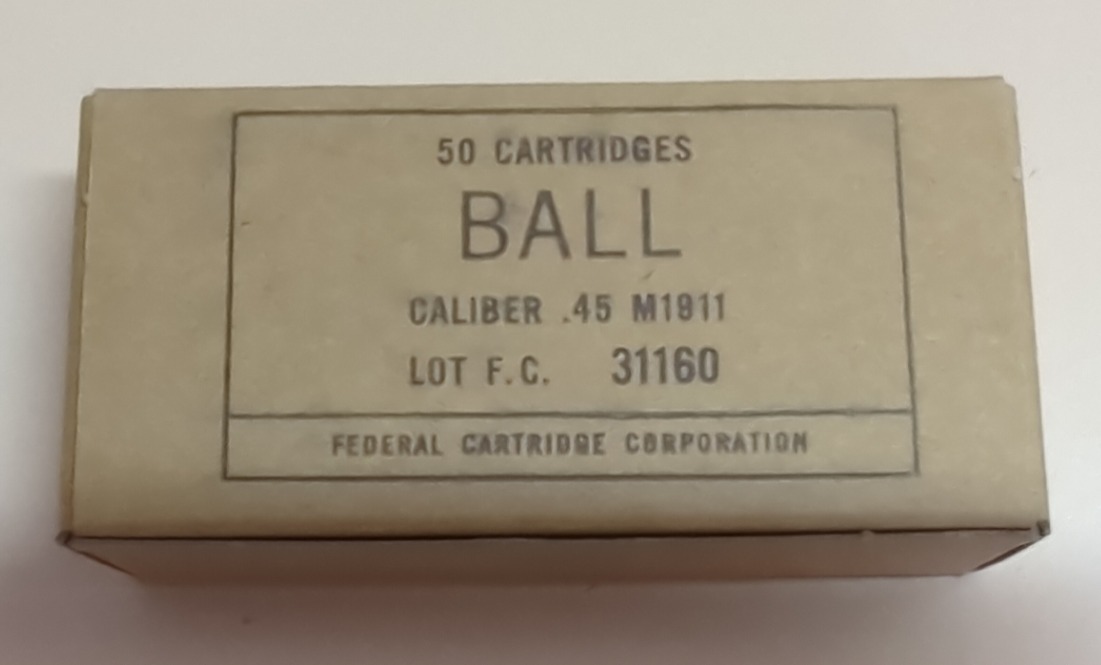 50 CARTRIDGES
BALL
CALIBER .45 M1911
LOT F.C. 31160
FEDERAL CARTRIDGE CORPORATION